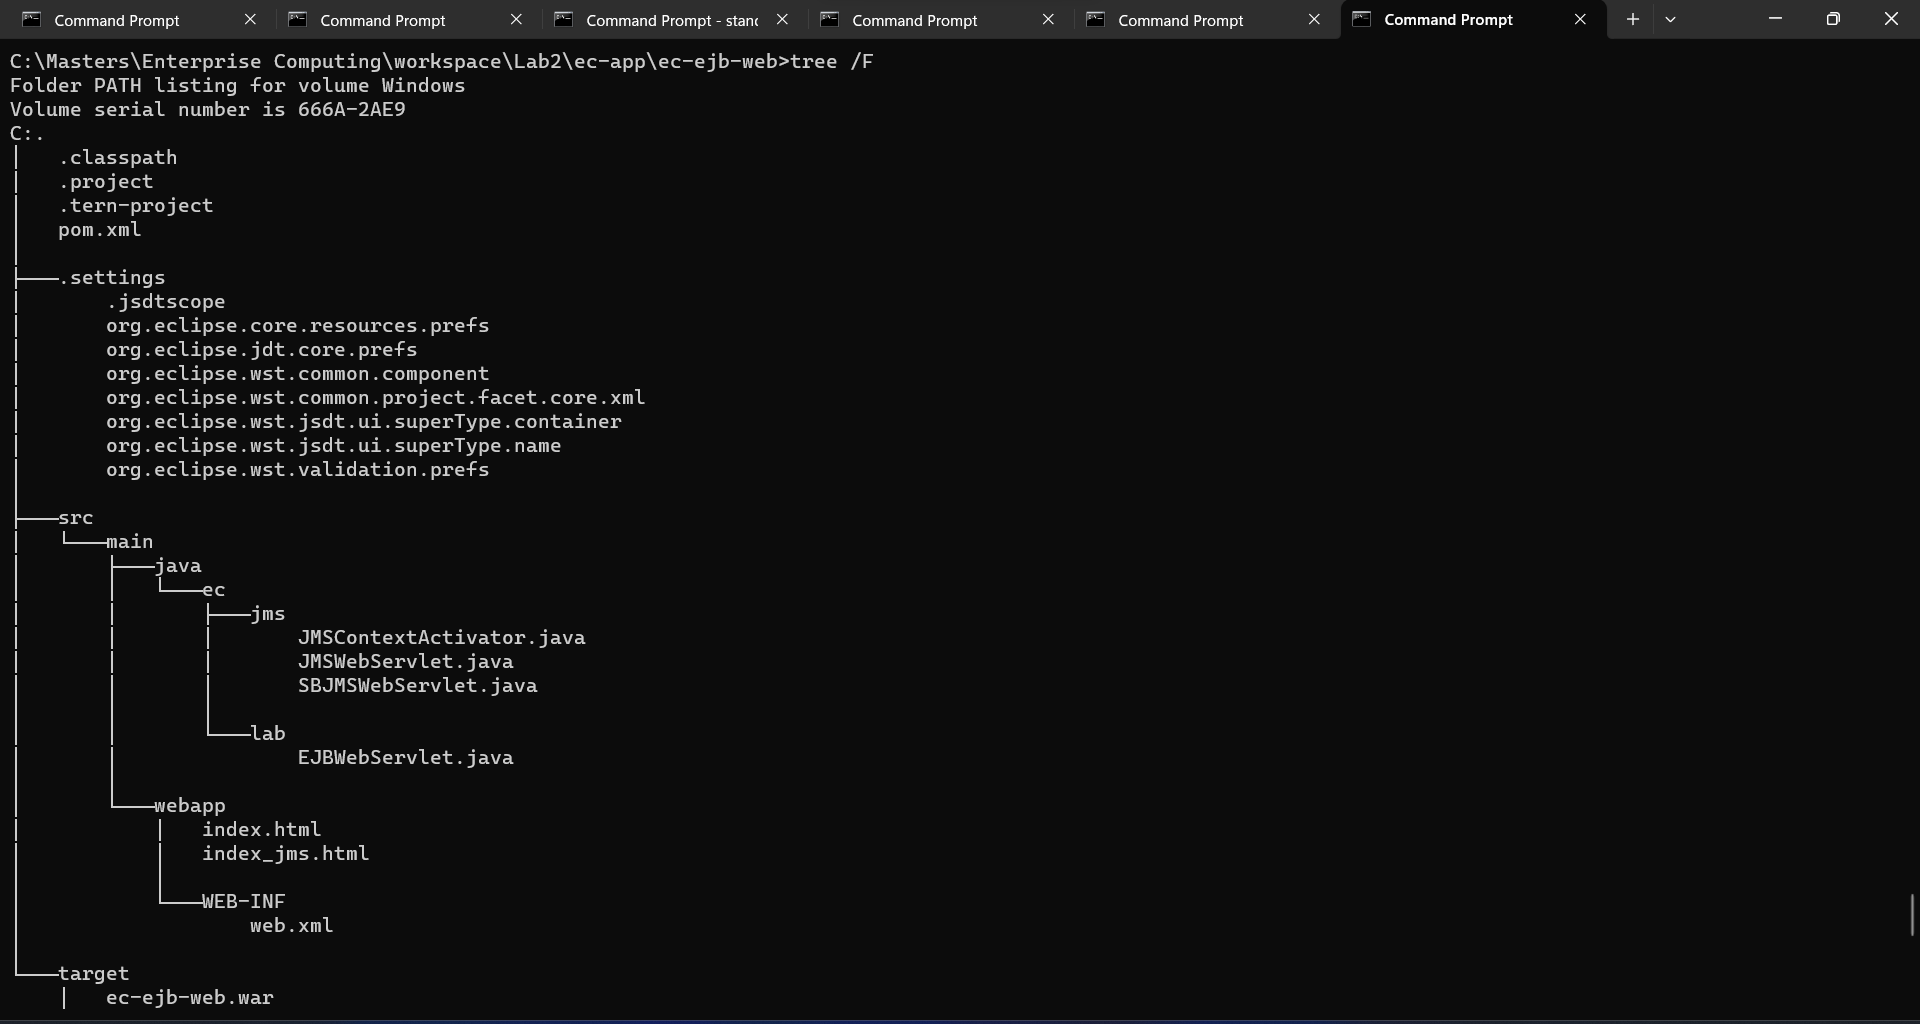 Command Prompt
Command Prompt
Command Prompt - stan
Command Prompt
Command Prompt
Command Prompt
C:\Masters\Enterprise Computing\workspace\Lab2\ec-app\ec-ejb-web>tree /F
Folder PATH listing for volume Windows
Volume serial number is 666A-2AE9
C:.
.classpath
.project
.tern-project
pom.xml
.settings
.jsdtscope
org.eclipse.core.resources.prefs
org.eclipse.jdt.core.prefs
org.eclipse.wst.common.component
org.eclipse.wst.common.project.facet.core.xml
org.eclipse.wst.jsdt.ui.superType.container
org.eclipse.wst.jsdt.ui.superType.name
org.eclipse.wst.validation.prefs
src
main
java
ec
jms
JMSContextActivator.java
JMSWebServlet.java
SBJMSWebServlet.java
lab
EJBWebServlet.java
webapp
index.html
index_jms.html
WEB-INF
web.xml
target
ec-ejb-web.war